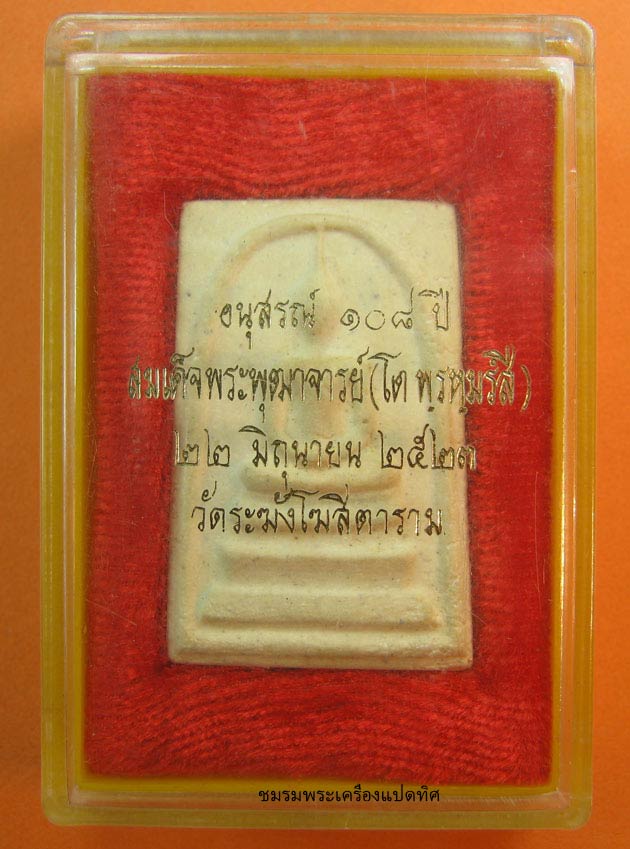 อนุสรณ์ ๑๐๘ ปี
สมเด็จพระพุฒาจารย์ (โต พฺรหฺมรํสี)
๒๒ มิถุนายน ๒๕๒๓
วัดระฆังโฆสิตาราม
ชมรมพระเครื่องแปดทิศ